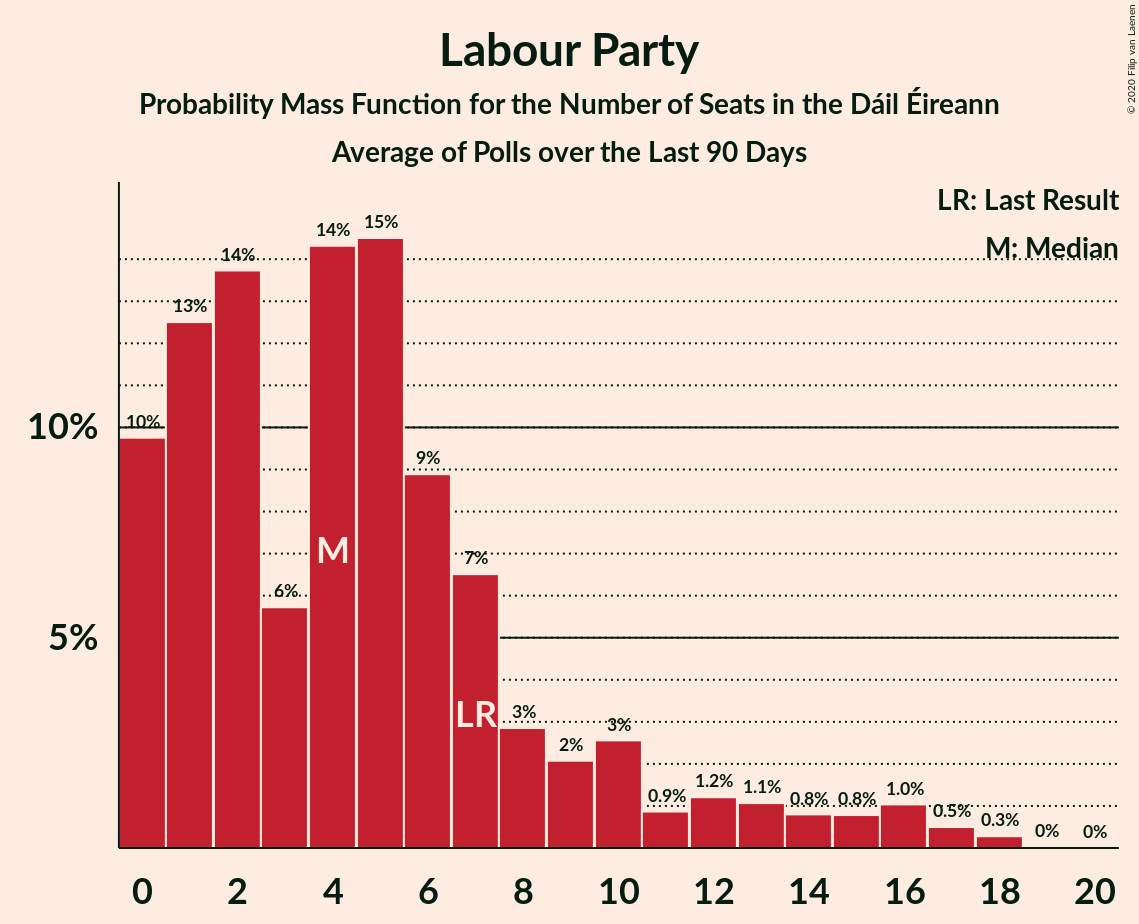 Labour Party
Probability Mass Function for the Number of Seats in the Dáil Éireann
Average of Polls over the Last 90 Days
© 2020 Filip van Laenen
LR: Last Result
M: Median
10%
5%
10%
13%
14%
6%
14%
15%
9%
7%
3%
2%
3%
0.9%
1.2%
1.1%
0.8%
0.8%
1.0%
0.5%
0.3%
0%
0%
M
LR
0 2 4 6 8 10 12 14 16 18 20